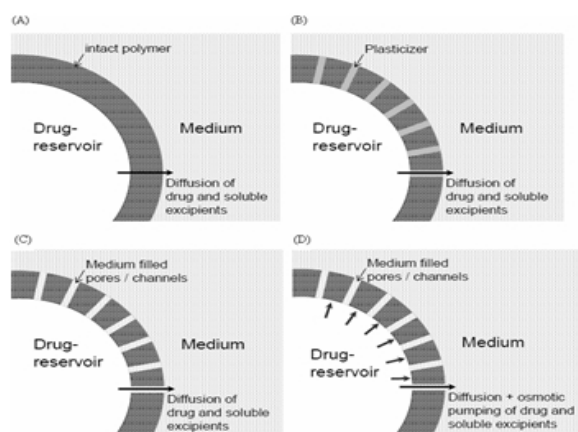 (A)
intact polymer
Drug-
reservoir
Medium
Diffusion of
drug and soluble
excipients
(B)
Plasticizer
Drug-
reservoir
Medium
Diffusion of
drug and soluble
excipients
(C)
Medium filled
pores / channels
Drug-
reservoir
Medium
Diffusion of
drug and soluble
excipients
(D)
Medium filled
pores / channels
Drug-
reservoir
Medium
Diffusion + osmotic
pumping of drug and
soluble excipients